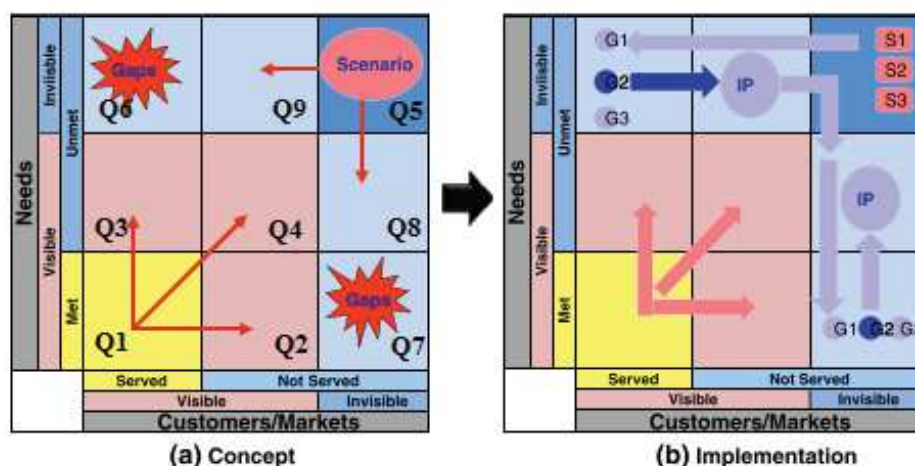 Needs
Inviisble
Unmet
Visible
Met
Gaps
Scenario
Q6
Q9
Q5
Q3
Q4
Q8
Gaps
Q1
Q2
Q7
Served
Not Served
Visible
Invisible
Customers/Markets
(a) Concept
Needs
Invisible
Unmet
Visible
Met
G1
S1
G2
IP
S2
S3
G3
IP
G1
G2
G
Served
Not Served
Visible
Invisible
Customers/Markets
(b) Implementation